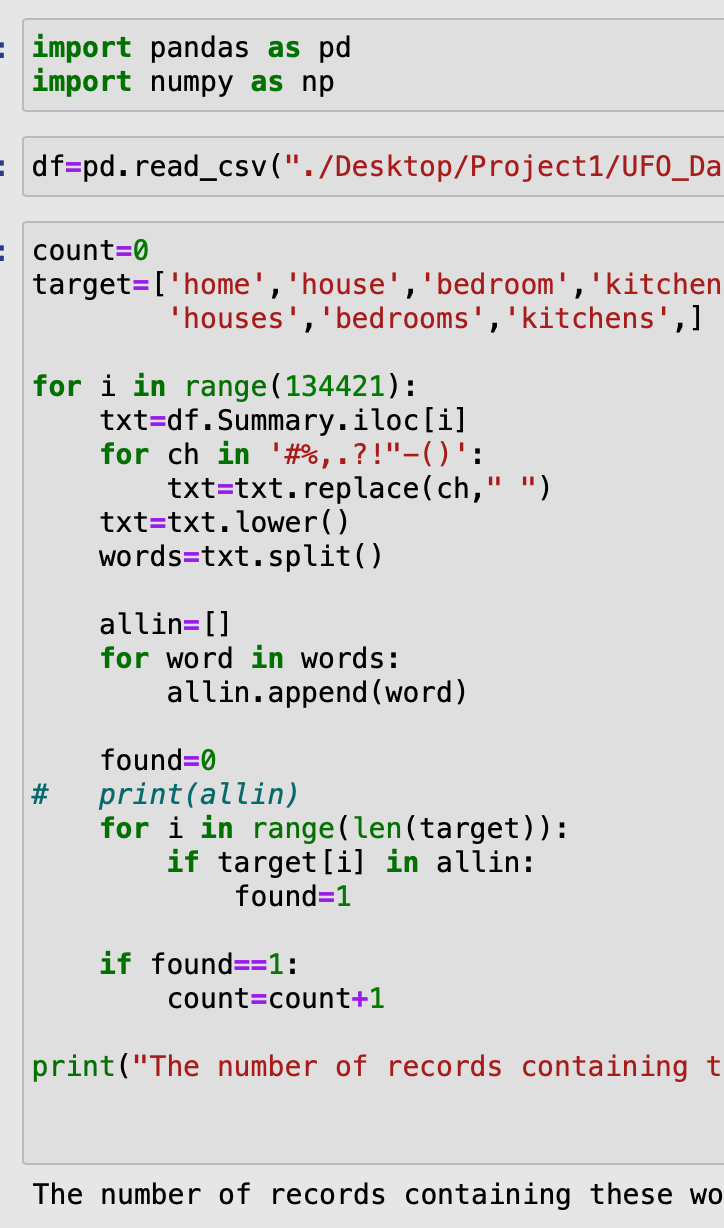 import pandas as pd
import numpy as np
df=pd.read_csv("./Desktop/Project1/UFO_Da
count=0
target=['home','house','bedroom','kitchen
        'houses','bedrooms','kitchens',]
for i in range(134421):
    txt=df.Summary.iloc[i]
    for ch in '#%,.?!"-()':
        txt=txt.replace(ch," ")
    txt=txt.lower()
    words=txt.split()
    allin=[]
    for word in words:
        allin.append(word)
    found=0
#   print(allin)
    for i in range(len(target)):
        if target[i] in allin:
            found=1
    if found==1:
        count=count+1
print("The number of records containing t
The number of records containing these wo